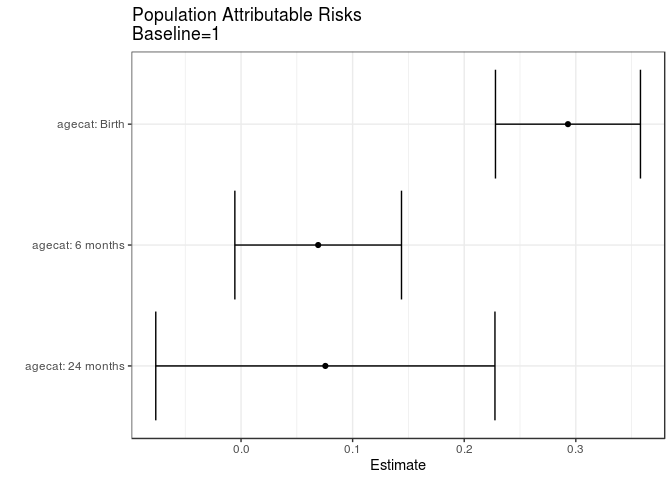 Population Attributable Risks
Baseline=1
agecat: Birth
agecat: 6 months
agecat: 24 months
0.0 0.1 0.2 0.3
Estimate